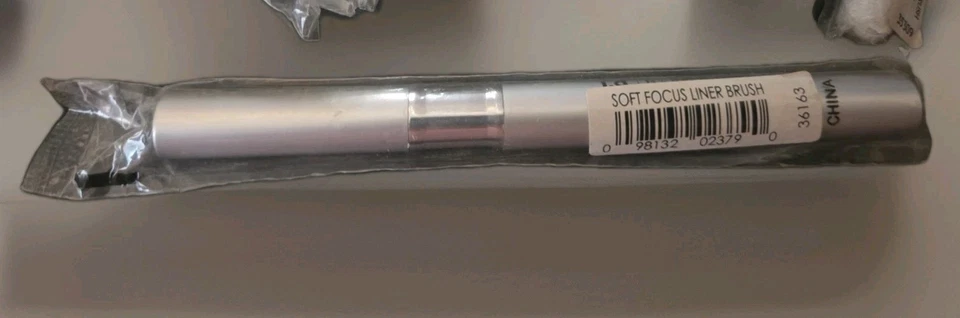 SOFT FOCUS LINER BRUSH
0 98132 02379 0
36163
CHINA